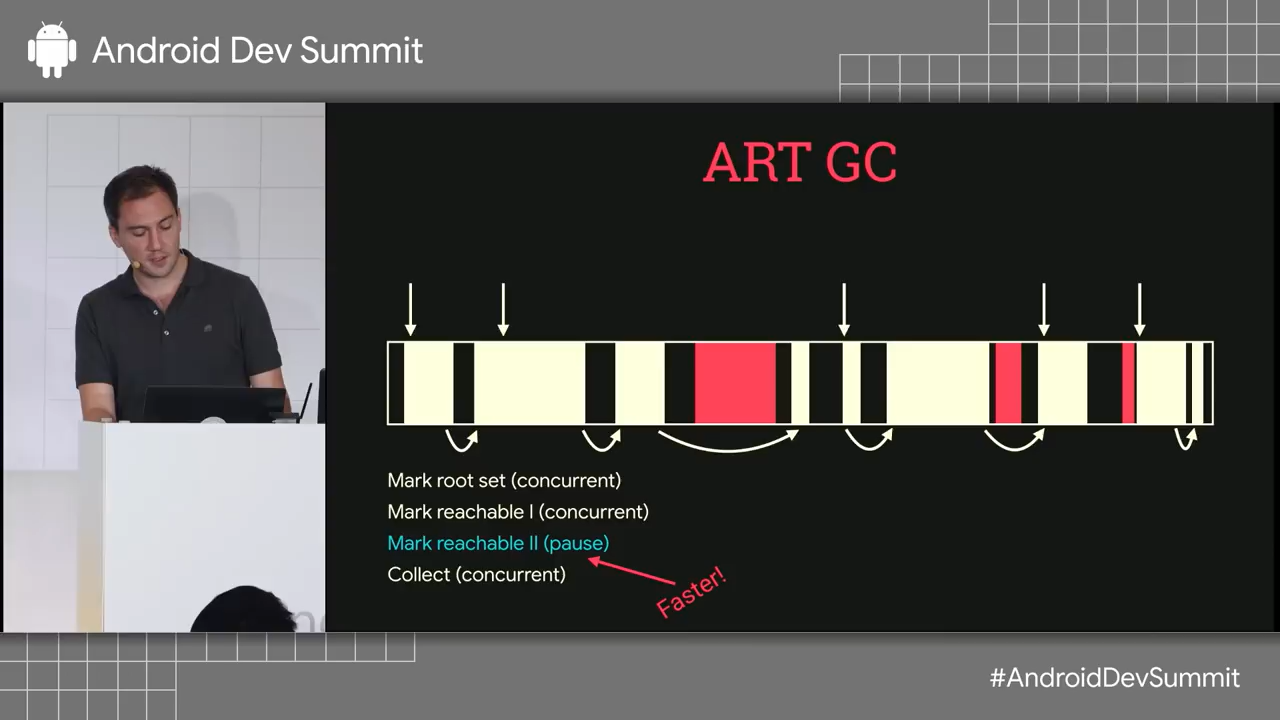 Android Dev Summit
ART GC
Mark root set (concurrent)
Mark reachable I (concurrent)
Mark reachable II (pause)
Collect (concurrent)
Faster!
#AndroidDevSummit